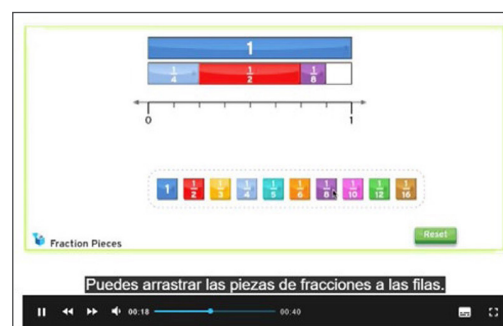 1
1/4 1/2 1/8
0 1
1 1/2 1/3 1/4 1/5 1/6 1/8 1/10 1/12 1/16
Fraction Pieces
Reset
Puedes arrastrar las piezas de fracciones a las filas.
00:18 00:40